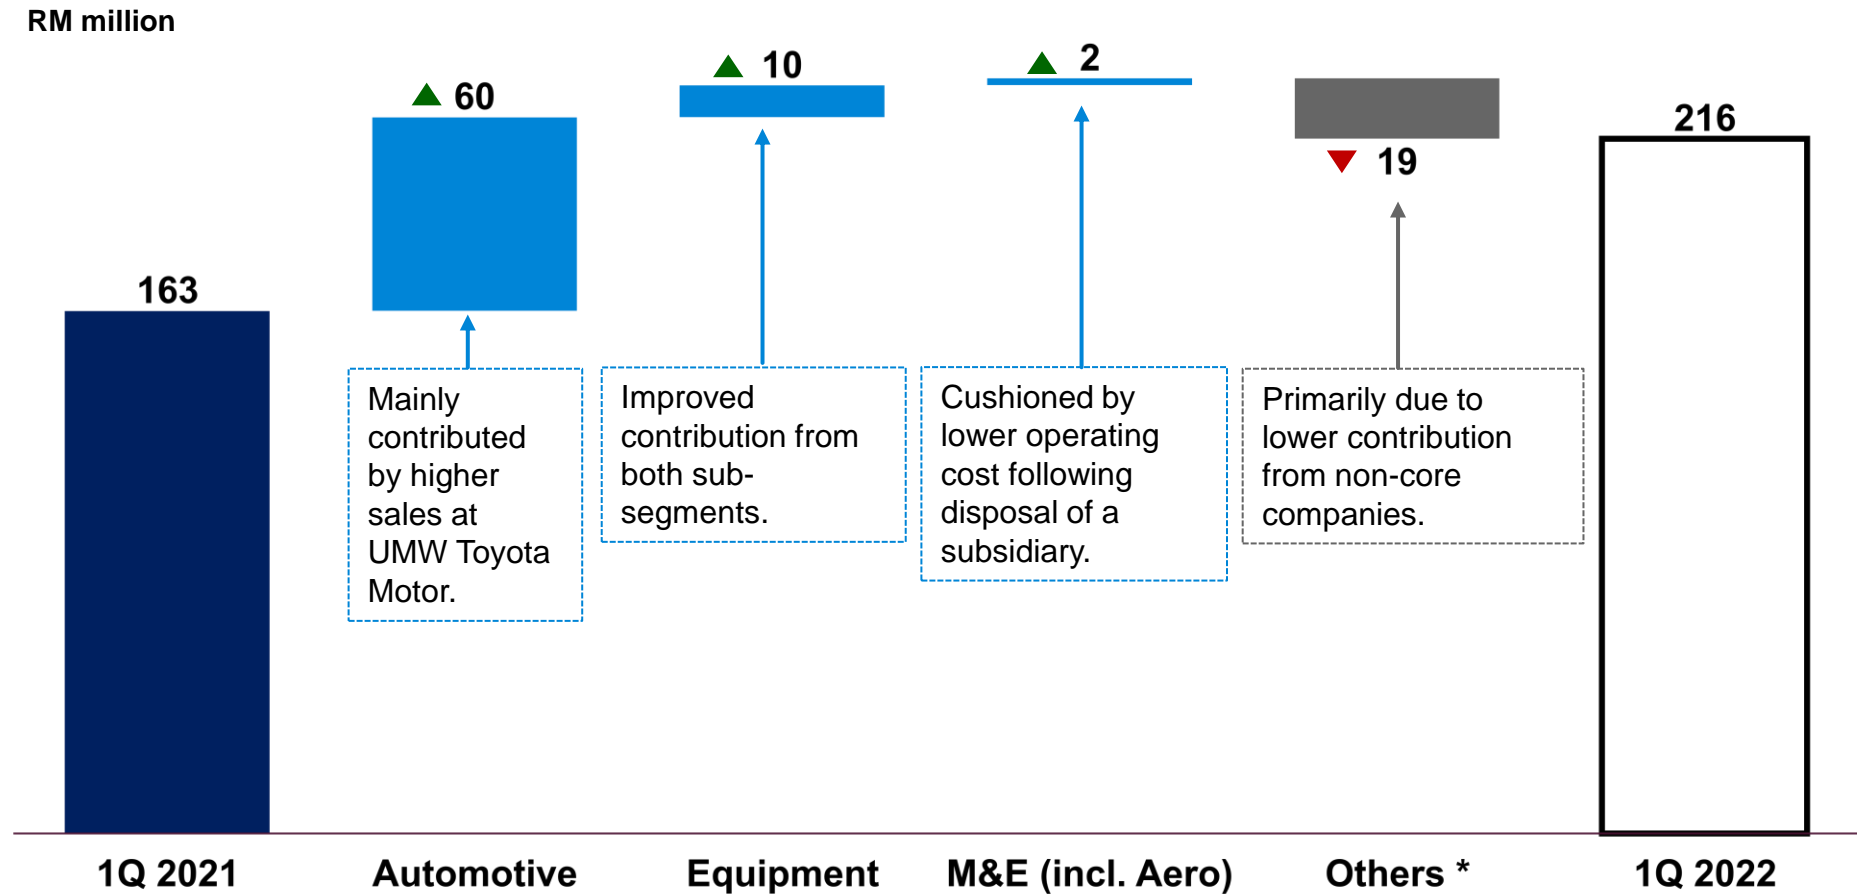 RM million
163
60
10
2
19
216
Mainly
contributed
by higher
sales at
UMW Toyota
Motor.
Improved
contribution from
both sub-
segments.
Cushioned by
lower operating
cost following
disposal of a
subsidiary.
Primarily due to
lower contribution
from non-core
companies.
1Q 2021
Automotive
Equipment
M&E (incl. Aero)
Others *
1Q 2022